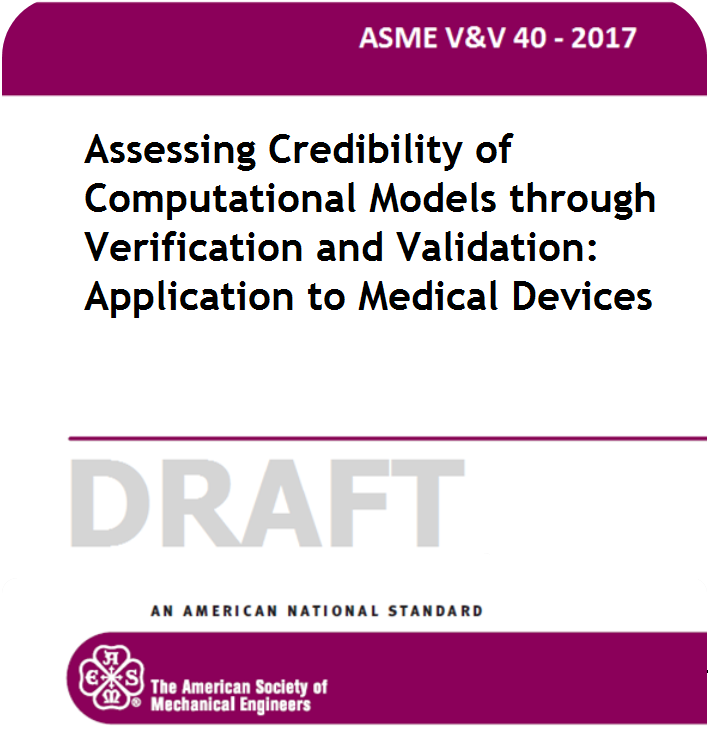 ASME V&V 40 - 2017
Assessing Credibility of
Computational Models through
Verification and Validation:
Application to Medical Devices
DRAFT
AN AMERICAN NATIONAL STANDARD
A
E S
M
®
The American Society of
Mechanical Engineers